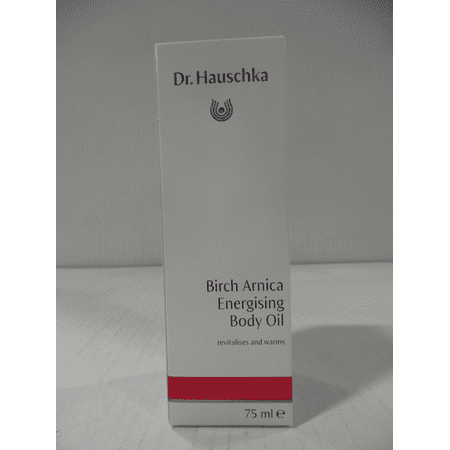 Dr. Hauschka
Birch Arnica
Energising
Body Oil
revitalises and warms
75 ml ℮